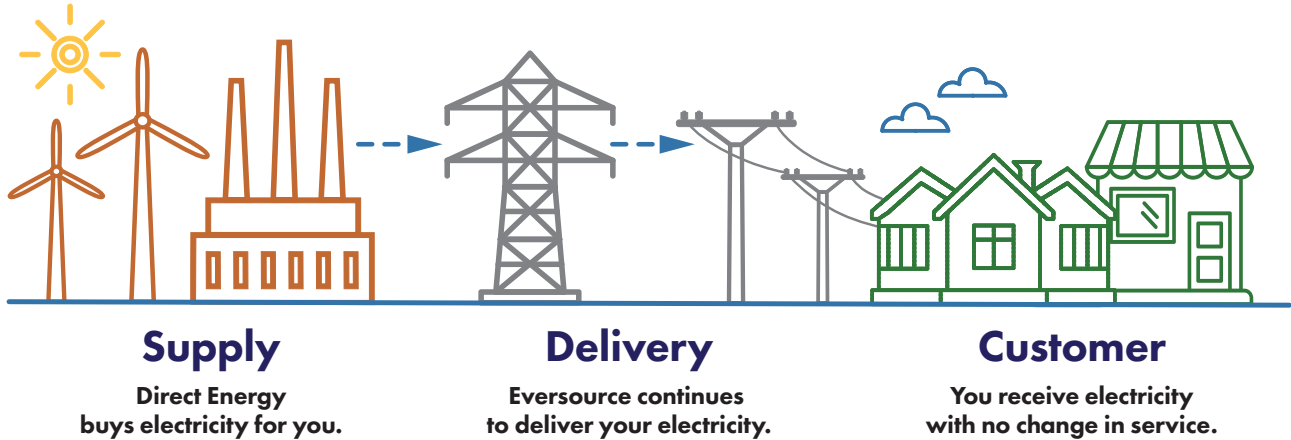 Supply
Direct Energy
buys electricity for you.
Delivery
Eversource continues
to deliver your electricity.
Customer
You receive electricity
with no change in service.